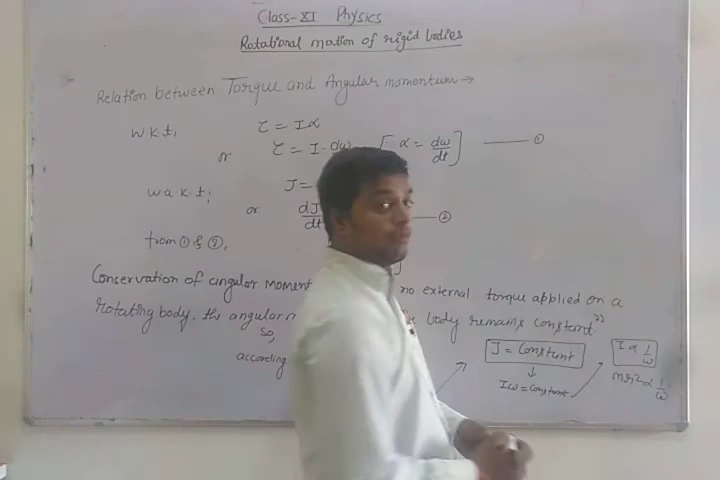 Class-XI Physics
Rotational motion of rigid bodies
Relation between Torque and Angular momentum →
w.k.t, τ = Iα
or τ = I. dω [∵ α = dω/dt] —— ①
w a k t, J =
or dJ/dt —— ②
from ① & ②,
Conservation of angular moment no external torque applied on a
rotating body. the angular body remains constant"
so,
according
J = Constant
↓
Iω = constant
I ∝ 1/ω
mr² ∝ 1/ω